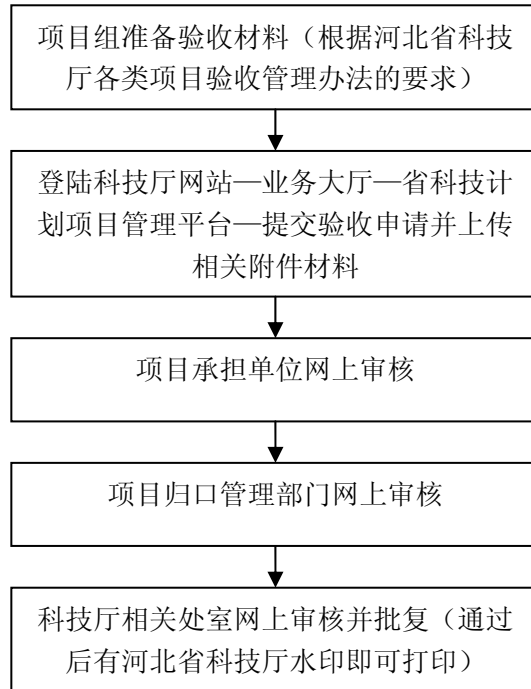 项目组准备验收材料（根据河北省科技
厅各类项目验收管理办法的要求）
登陆科技厅网站—业务大厅—省科技计
划项目管理平台—提交验收申请并上传
相关附件材料
项目承担单位网上审核
项目归口管理部门网上审核
科技厅相关处室网上审核并批复（通过
后有河北省科技厅水印即可打印）